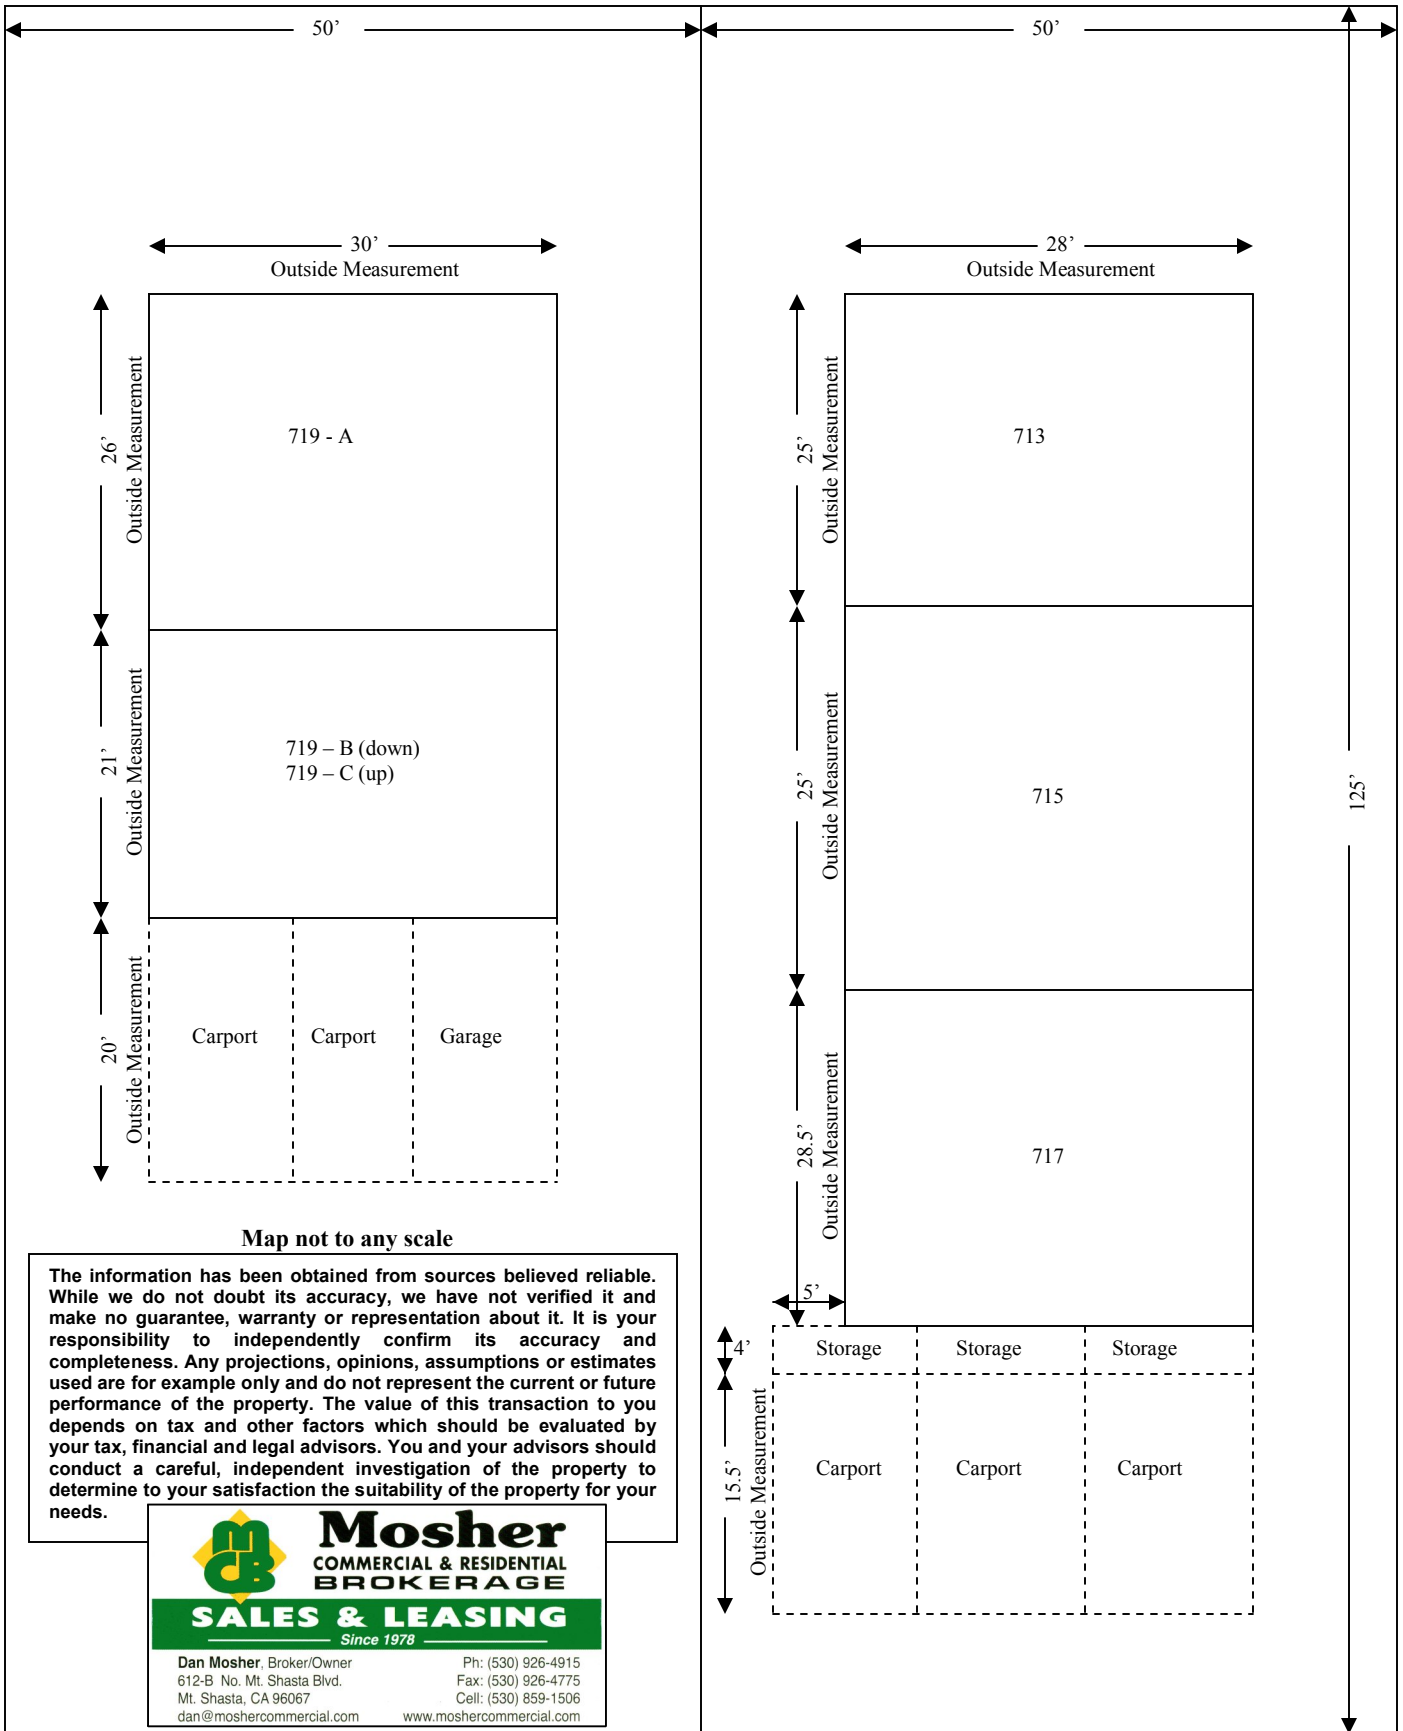 50’
50’
30’
Outside Measurement
28’
Outside Measurement
26’
Outside Measurement
719 - A
25’
Outside Measurement
713
21’
Outside Measurement
719 – B (down)
719 – C (up)
25’
Outside Measurement
715
125’
20’
Outside Measurement
Carport
Carport
Garage
28.5’
Outside Measurement
717
5’
4’
Storage
Storage
Storage
15.5’
Outside Measurement
Carport
Carport
Carport
Map not to any scale
The information has been obtained from sources believed reliable.
While we do not doubt its accuracy, we have not verified it and
make no guarantee, warranty or representation about it. It is your
responsibility to independently confirm its accuracy and
completeness. Any projections, opinions, assumptions or estimates
used are for example only and do not represent the current or future
performance of the property. The value of this transaction to you
depends on tax and other factors which should be evaluated by
your tax, financial and legal advisors. You and your advisors should
conduct a careful, independent investigation of the property to
determine to your satisfaction the suitability of the property for your
needs.
MCB
Mosher
COMMERCIAL & RESIDENTIAL
BROKERAGE
SALES & LEASING
Since 1978
Dan Mosher, Broker/Owner
612-B No. Mt. Shasta Blvd.
Mt. Shasta, CA 96067
dan@moshercommercial.com
Ph: (530) 926-4915
Fax: (530) 926-4775
Cell: (530) 859-1506
www.moshercommercial.com